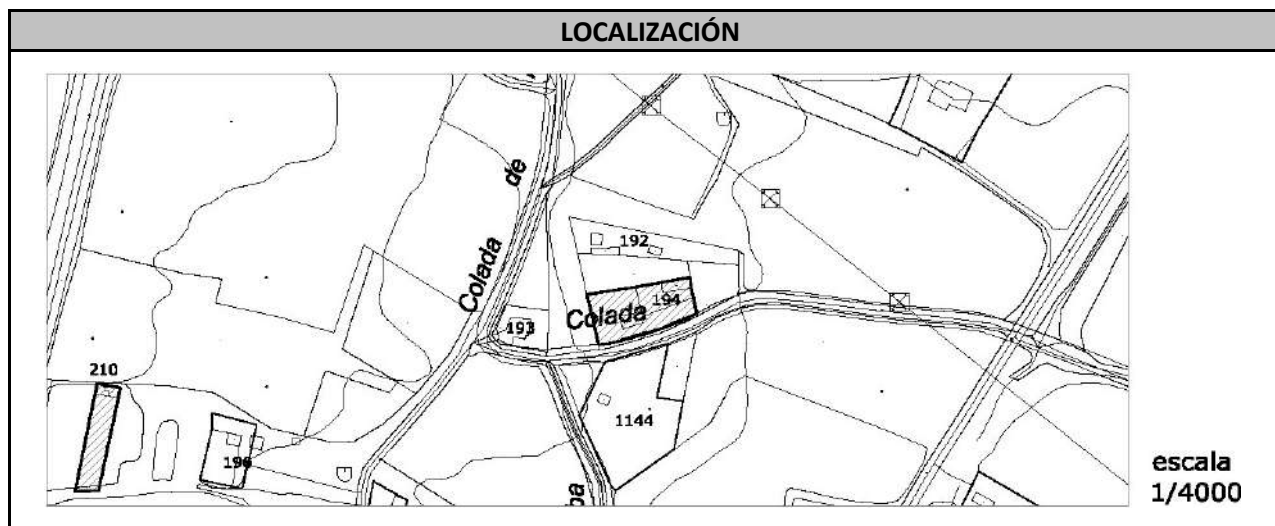 LOCALIZACIÓN
Colada
de
192
194
Colada
193
210
196
1144
ba
escala
1/4000